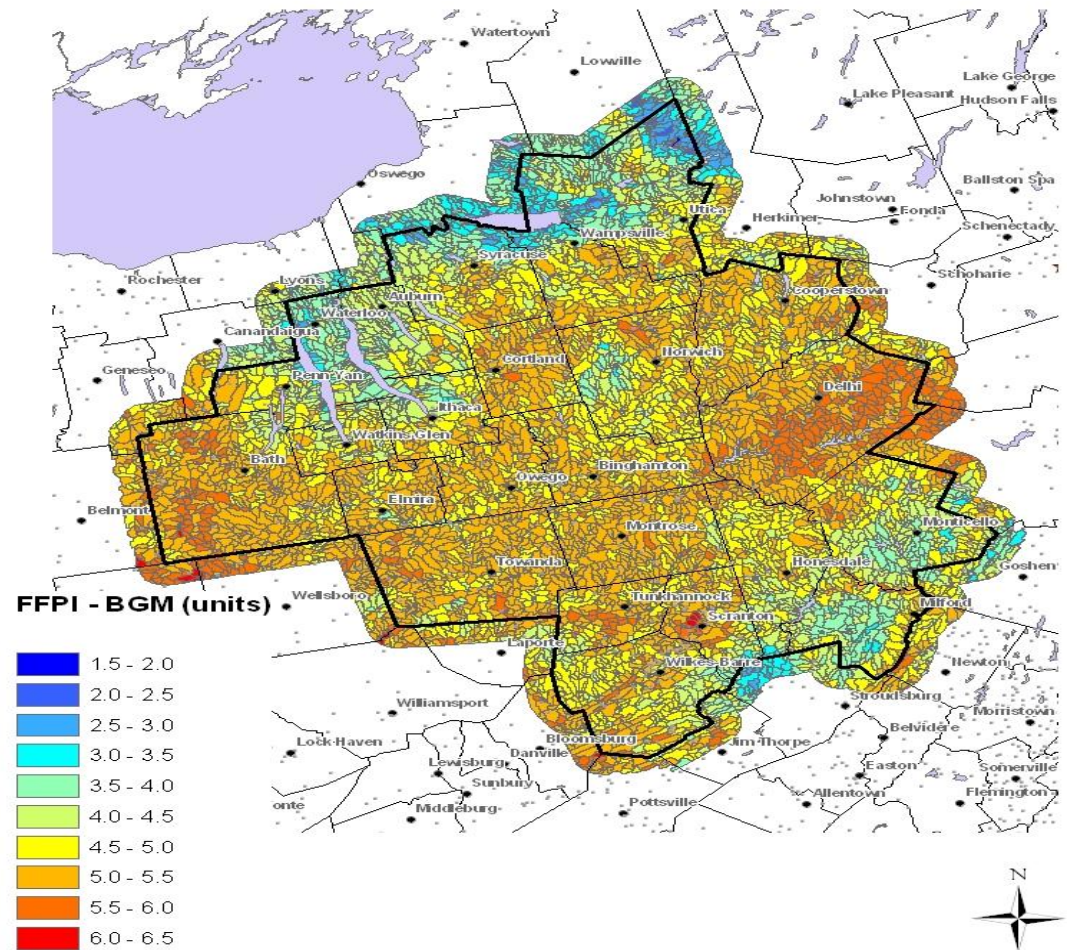 Watertown
Lowville
Lake George
Lake Pleasant
Hudson Falls
Oswego
Ballston Spa
Johnstown
Fonda
Utica
Herkimer
Schenectady
Wampsville
Syracuse
Rochester
Lyons
Schoharie
Auburn
Cooperstown
Waterloo
Canandaigua
Cortland
Norwich
Geneseo
Penn Yan
Delhi
Ithaca
Watkins Glen
Bath
Binghamton
Owego
Elmira
Belmont
Montrose
Monticello
Towanda
Honesdale
Goshen
FFPI - BGM (units)
Wellsboro
Tunkhannock
Milford
Scranton
Laporte
Wilkes-Barre
Newton
Stroudsburg
Williamsport
Morristown
Belvidere
Bloomsburg
Lock Haven
Danville
Jim Thorpe
Lewisburg
Easton
Somerville
Sunbury
Allentown
Flemington
onte
Middleburg
Pottsville
1.5 - 2.0
2.0 - 2.5
2.5 - 3.0
3.0 - 3.5
3.5 - 4.0
4.0 - 4.5
4.5 - 5.0
5.0 - 5.5
5.5 - 6.0
6.0 - 6.5
N